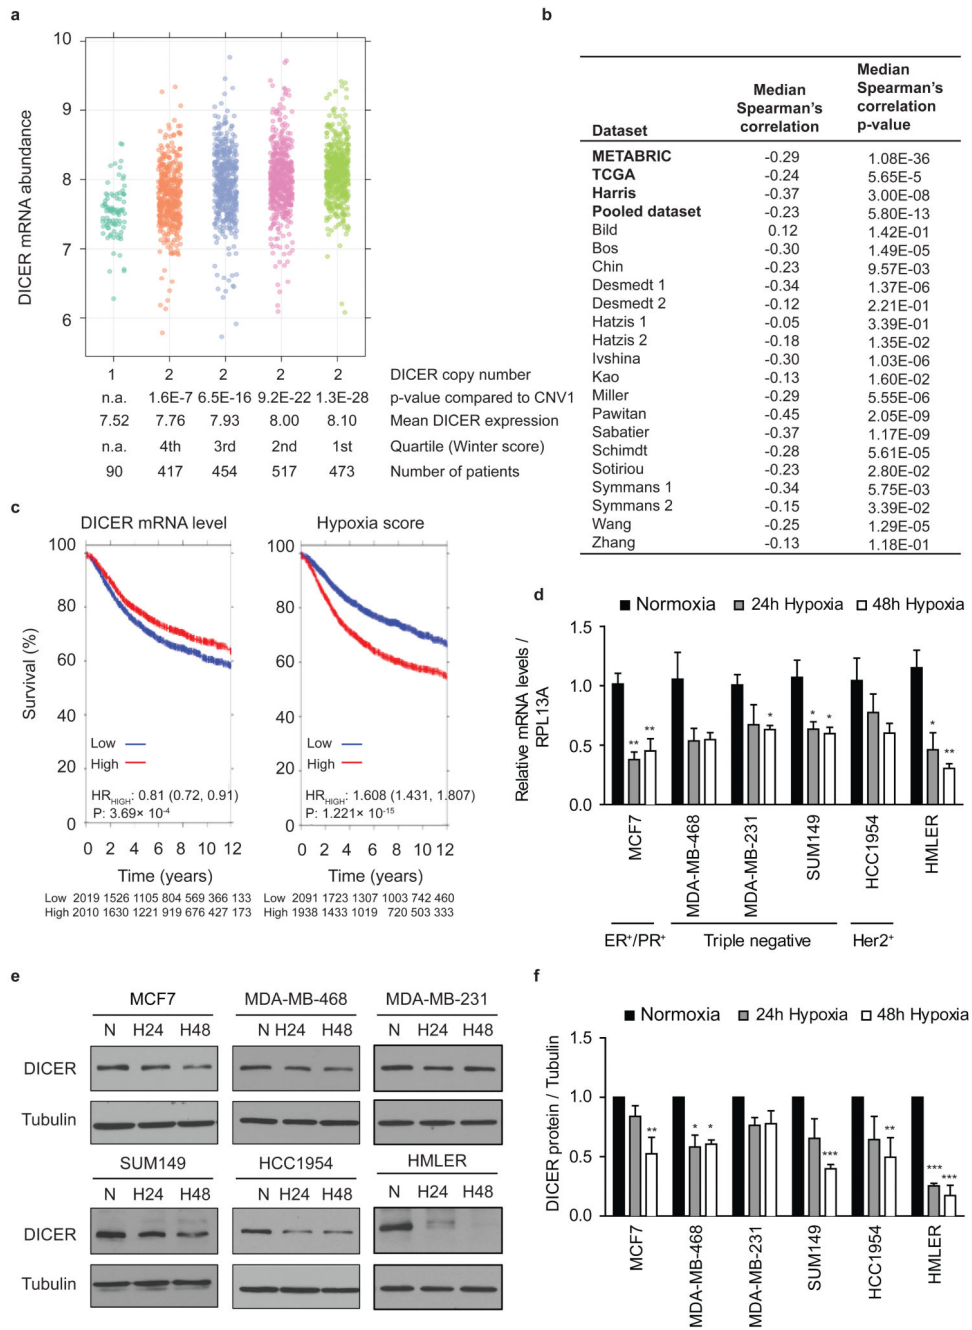 a
10
9
8
7
6
DICER mRNA abundance
1 2 2 2 2 DICER copy number
n.a. 1.6E-7 6.5E-16 9.2E-22 1.3E-28 p-value compared to CNV1
7.52 7.76 7.93 8.00 8.10 Mean DICER expression
n.a. 4th 3rd 2nd 1st Quartile (Winter score)
90 417 454 517 473 Number of patients
b
Dataset Median Spearman's correlation Median Spearman's correlation p-value
METABRIC -0.29 1.08E-36
TCGA -0.24 5.65E-5
Harris -0.37 3.00E-08
Pooled dataset -0.23 5.80E-13
Bild 0.12 1.42E-01
Bos -0.30 1.49E-05
Chin -0.23 9.57E-03
Desmedt 1 -0.34 1.37E-06
Desmedt 2 -0.12 2.21E-01
Hatzis 1 -0.05 3.39E-01
Hatzis 2 -0.18 1.35E-02
Ivshina -0.30 1.03E-06
Kao -0.13 1.60E-02
Miller -0.29 5.55E-06
Pawitan -0.45 2.05E-09
Sabatier -0.37 1.17E-09
Schimdt -0.28 5.61E-05
Sotiriou -0.23 2.80E-02
Symmans 1 -0.34 5.75E-03
Symmans 2 -0.15 3.39E-02
Wang -0.25 1.29E-05
Zhang -0.13 1.18E-01
c
DICER mRNA level Hypoxia score
100 100
80 80
60 60
40 40
20 20
0 0
Survival (%)
Low Low
High High
HRHIGH: 0.81 (0.72, 0.91) HRHIGH: 1.608 (1.431, 1.807)
P: 3.69× 10-4 P: 1.221× 10-15
0 2 4 6 8 10 12 0 2 4 6 8 10 12
Time (years) Time (years)
Low 2019 1526 1105 804 569 366 133 Low 2091 1723 1307 1003 742 460
High 2010 1630 1221 919 676 427 173 High 1938 1433 1019 720 503 333
d
Normoxia 24h Hypoxia 48h Hypoxia
1.5
1.0
0.5
0.0
Relative mRNA levels /
RPL13A
** ** * * * * **
MCF7 MDA-MB-468 MDA-MB-231 SUM149 HCC1954 HMLER
ER+/PR+ Triple negative Her2+
e
MCF7 MDA-MB-468 MDA-MB-231
N H24 H48 N H24 H48 N H24 H48
DICER
Tubulin
SUM149 HCC1954 HMLER
N H24 H48 N H24 H48 N H24 H48
DICER
Tubulin
f
Normoxia 24h Hypoxia 48h Hypoxia
1.5
1.0
0.5
0.0
DICER protein / Tubulin
** * * *** ** *** ***
MCF7 MDA-MB-468 MDA-MB-231 SUM149 HCC1954 HMLER